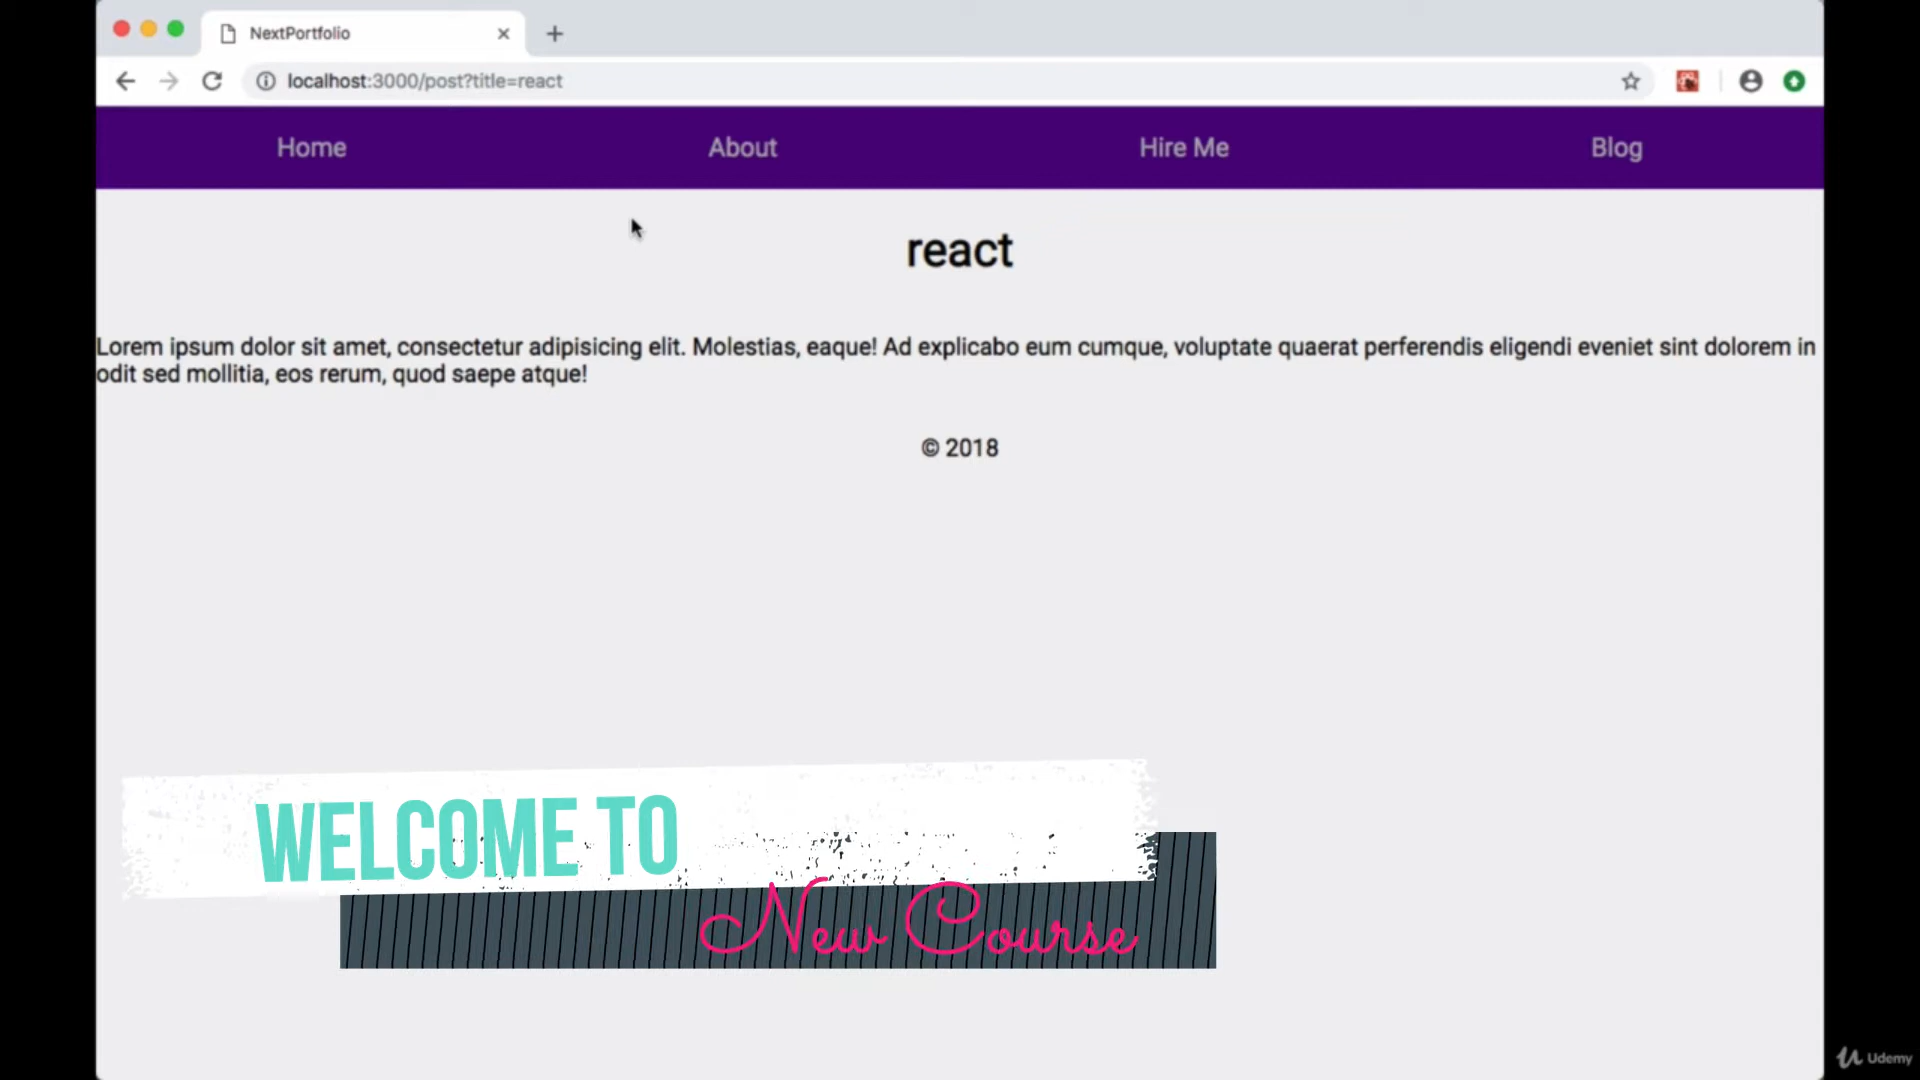 NextPortfolio
localhost:3000/post?title=react
Home About Hire Me Blog
react
Lorem ipsum dolor sit amet, consectetur adipisicing elit. Molestias, eaque! Ad explicabo eum cumque, voluptate quaerat perferendis eligendi eveniet sint dolorem in
odit sed mollitia, eos rerum, quod saepe atque!
© 2018
WELCOME TO
New Course
Udemy